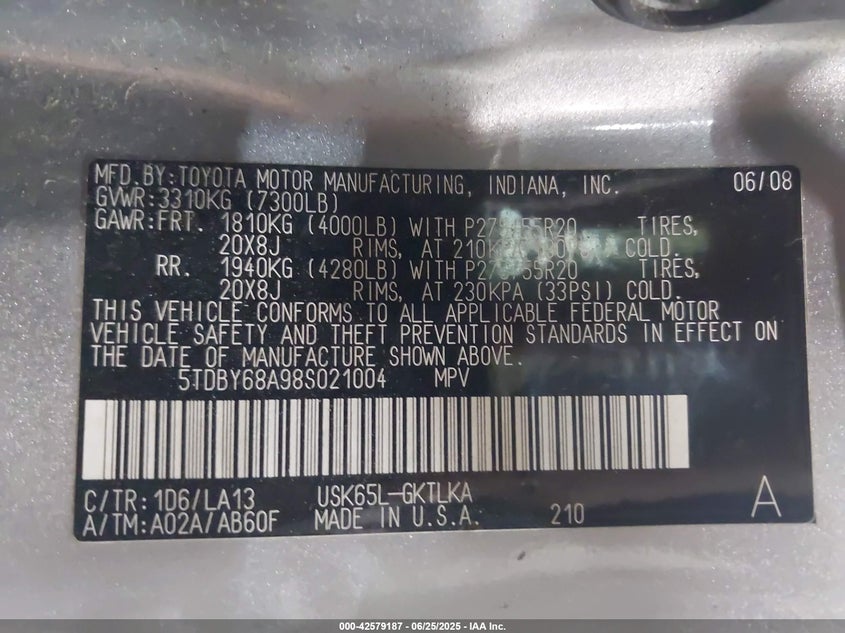 MFD.BY:TOYOTA MOTOR MANUFACTURING, INDIANA, INC. 06/08
GVWR:3310KG (7300LB)
GAWR:FRT. 1810KG (4000LB) WITH TIRES,
20X8J RIMS, AT COLD.
RR. 1940KG (4280LB) WITH TIRES,
20X8J RIMS, AT 230KPA (33PSI) COLD.
THIS VEHICLE CONFORMS TO ALL APPLICABLE FEDERAL MOTOR
VEHICLE SAFETY AND THEFT PREVENTION STANDARDS IN EFFECT ON
THE DATE OF MANUFACTURE SHOWN ABOVE.
5TDBY68A98S021004 MPV
C/TR:1D6/LA13 USK65L-GKTLKA
A/TM:A02A/AB60F MADE IN U.S.A. 210 A
000-42579187 - 06/25/2025 - IAA Inc.